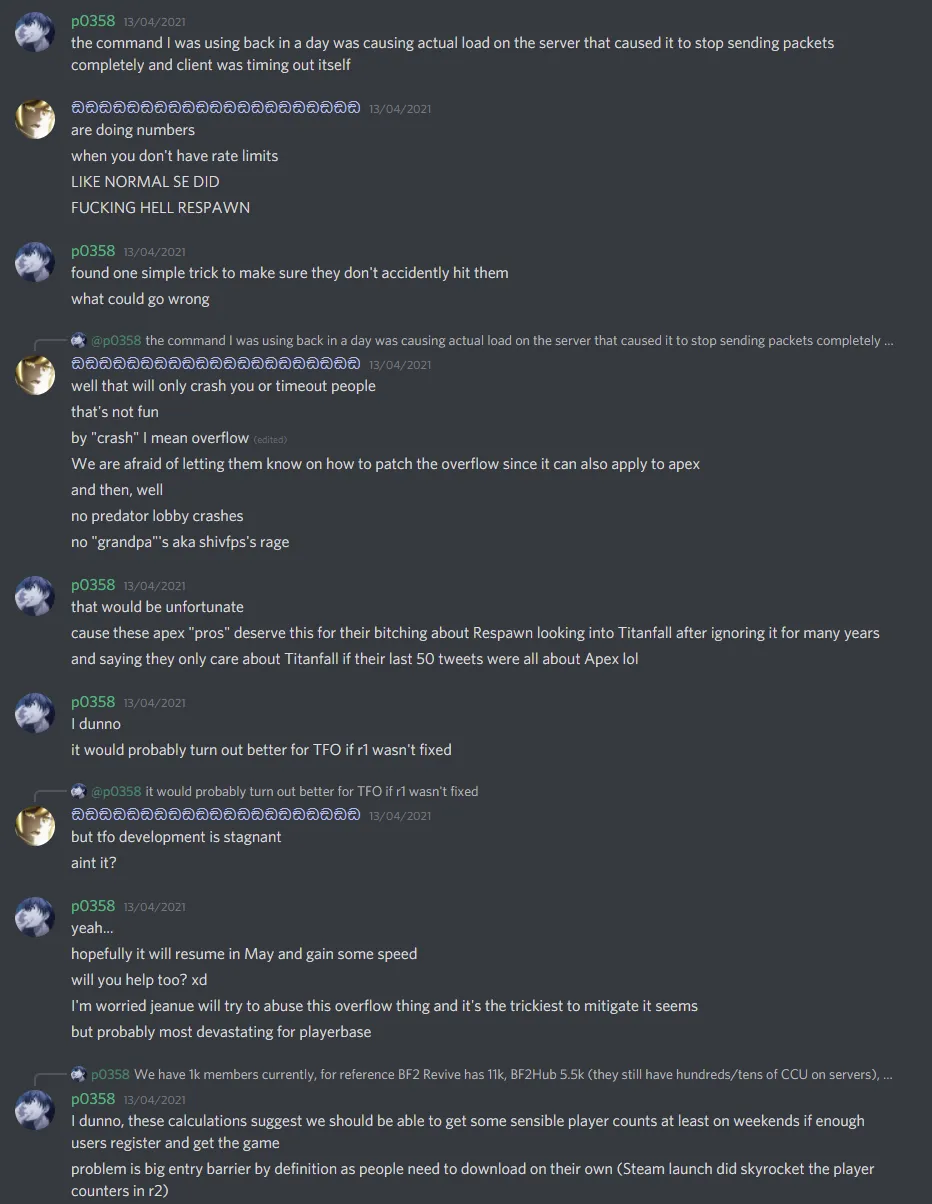 p0358 13/04/2021
the command I was using back in a day was causing actual load on the server that caused it to stop sending packets
completely and client was timing out itself
13/04/2021
are doing numbers
when you don't have rate limits
LIKE NORMAL SE DID
FUCKING HELL RESPAWN
p0358 13/04/2021
found one simple trick to make sure they don't accidently hit them
what could go wrong
@p0358 the command I was using back in a day was causing actual load on the server that caused it to stop sending packets completely ...
13/04/2021
well that will only crash you or timeout people
that's not fun
by "crash" I mean overflow (edited)
We are afraid of letting them know on how to patch the overflow since it can also apply to apex
and then, well
no predator lobby crashes
no "grandpa"'s aka shivfps's rage
p0358 13/04/2021
that would be unfortunate
cause these apex "pros" deserve this for their bitching about Respawn looking into Titanfall after ignoring it for many years
and saying they only care about Titanfall if their last 50 tweets were all about Apex lol
p0358 13/04/2021
I dunno
it would probably turn out better for TFO if r1 wasn't fixed
@p0358 it would probably turn out better for TFO if r1 wasn't fixed
13/04/2021
but tfo development is stagnant
aint it?
p0358 13/04/2021
yeah...
hopefully it will resume in May and gain some speed
will you help too? xd
I'm worried jeanue will try to abuse this overflow thing and it's the trickiest to mitigate it seems
but probably most devastating for playerbase
p0358 We have 1k members currently, for reference BF2 Revive has 11k, BF2Hub 5.5k (they still have hundreds/tens of CCU on servers), ...
p0358 13/04/2021
I dunno, these calculations suggest we should be able to get some sensible player counts at least on weekends if enough
users register and get the game
problem is big entry barrier by definition as people need to download on their own (Steam launch did skyrocket the player
counters in r2)